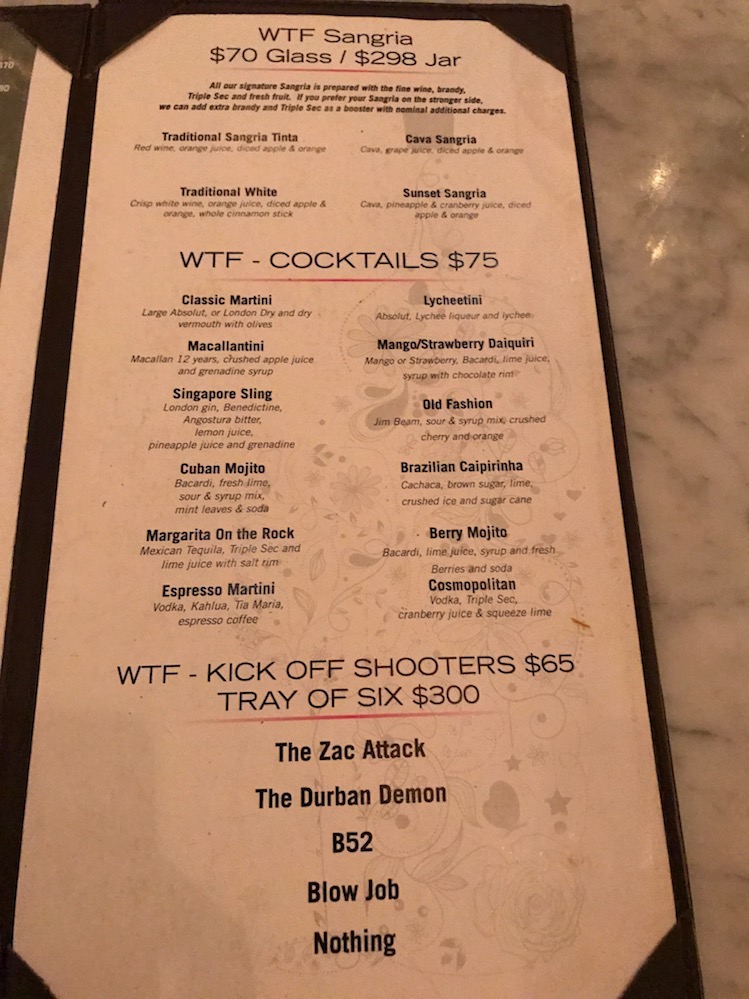 WTF Sangria
$70 Glass / $298 Jar
All our signature Sangria is prepared with the fine wine, brandy,
Triple Sec and fresh fruit. If you prefer your Sangria on the stronger side,
we can add extra brandy and Triple Sec as a booster with nominal additional charges.
Traditional Sangria Tinta
Red wine, orange juice, diced apple & orange
Cava Sangria
Cava, grape juice, diced apple & orange
Traditional White
Crisp white wine, orange juice, diced apple &
orange, whole cinnamon stick
Sunset Sangria
Cava, pineapple & cranberry juice, diced
apple & orange
WTF - COCKTAILS $75
Classic Martini
Large Absolut, or London Dry and dry
vermouth with olives
Lycheetini
Absolut, Lychee liqueur and lychee
Macallantini
Macallan 12 years, crushed apple juice
and grenadine syrup
Mango/Strawberry Daiquiri
Mango or Strawberry, Bacardi, lime juice,
syrup with chocolate rim
Singapore Sling
London gin, Benedictine,
Angostura bitter,
lemon juice,
pineapple juice and grenadine
Old Fashion
Jim Beam, sour & syrup mix, crushed
cherry and orange
Cuban Mojito
Bacardi, fresh lime,
sour & syrup mix,
mint leaves & soda
Brazilian Caipirinha
Cachaca, brown sugar, lime,
crushed ice and sugar cane
Margarita On the Rock
Mexican Tequila, Triple Sec and
lime juice with salt rim
Berry Mojito
Bacardi, lime juice, syrup and fresh
Berries and soda
Espresso Martini
Vodka, Kahlua, Tia Maria,
espresso coffee
Cosmopolitan
Vodka, Triple Sec,
cranberry juice & squeeze lime
WTF - KICK OFF SHOOTERS $65
TRAY OF SIX $300
The Zac Attack
The Durban Demon
B52
Blow Job
Nothing